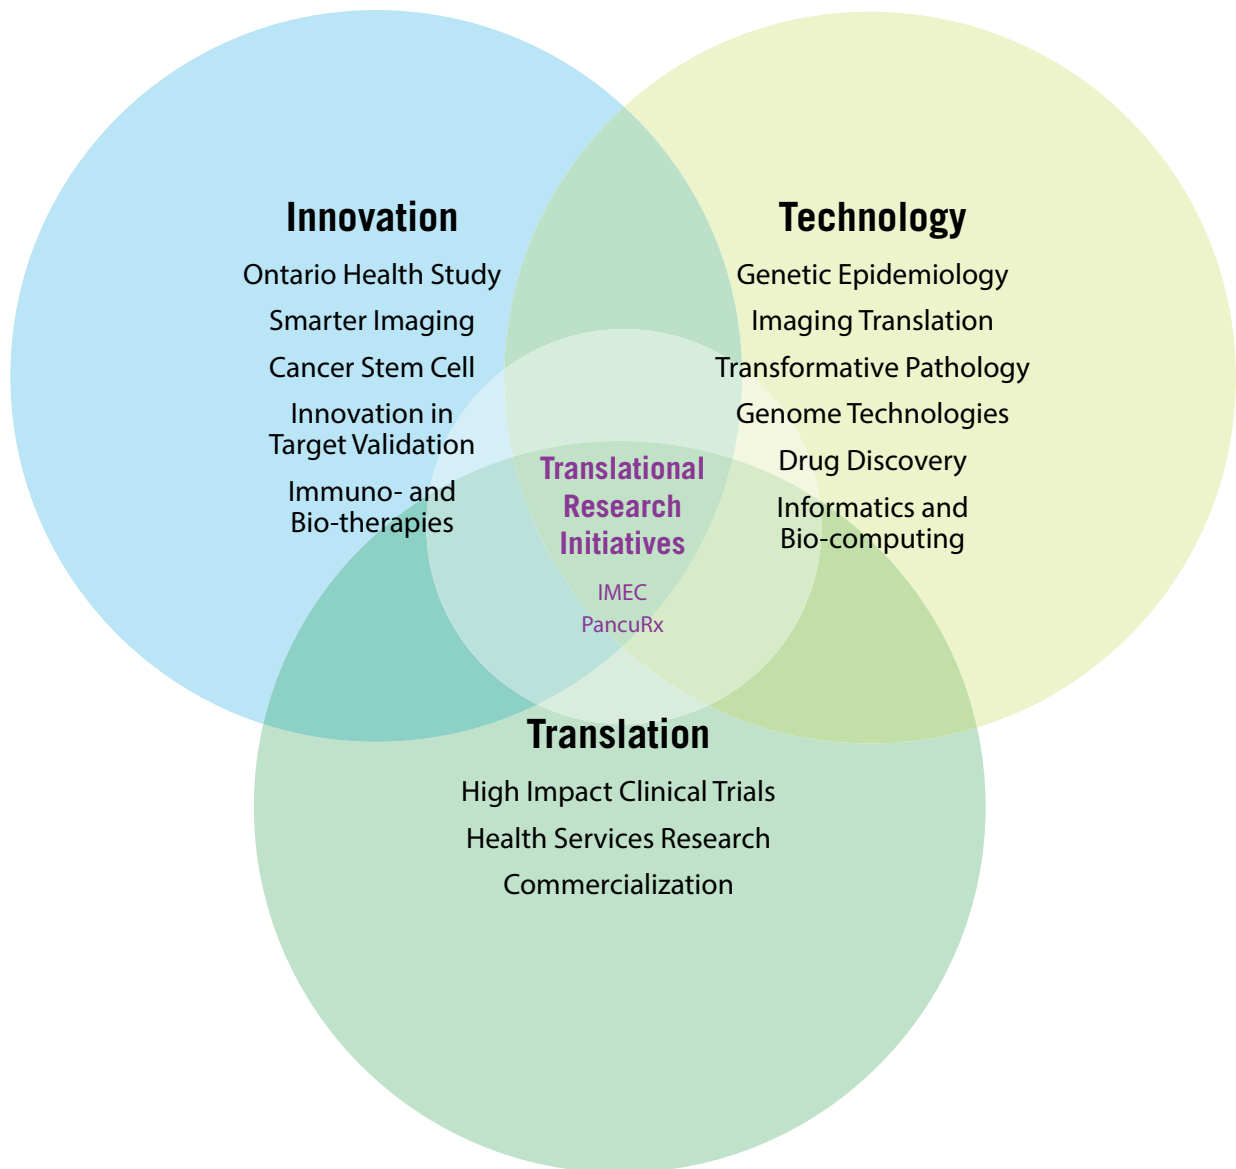 Innovation
Ontario Health Study
Smarter Imaging
Cancer Stem Cell
Innovation in
Target Validation
Immuno- and
Bio-therapies
Technology
Genetic Epidemiology
Imaging Translation
Transformative Pathology
Genome Technologies
Drug Discovery
Informatics and
Bio-computing
Translational
Research
Initiatives
IMEC
PancuRx
Translation
High Impact Clinical Trials
Health Services Research
Commercialization